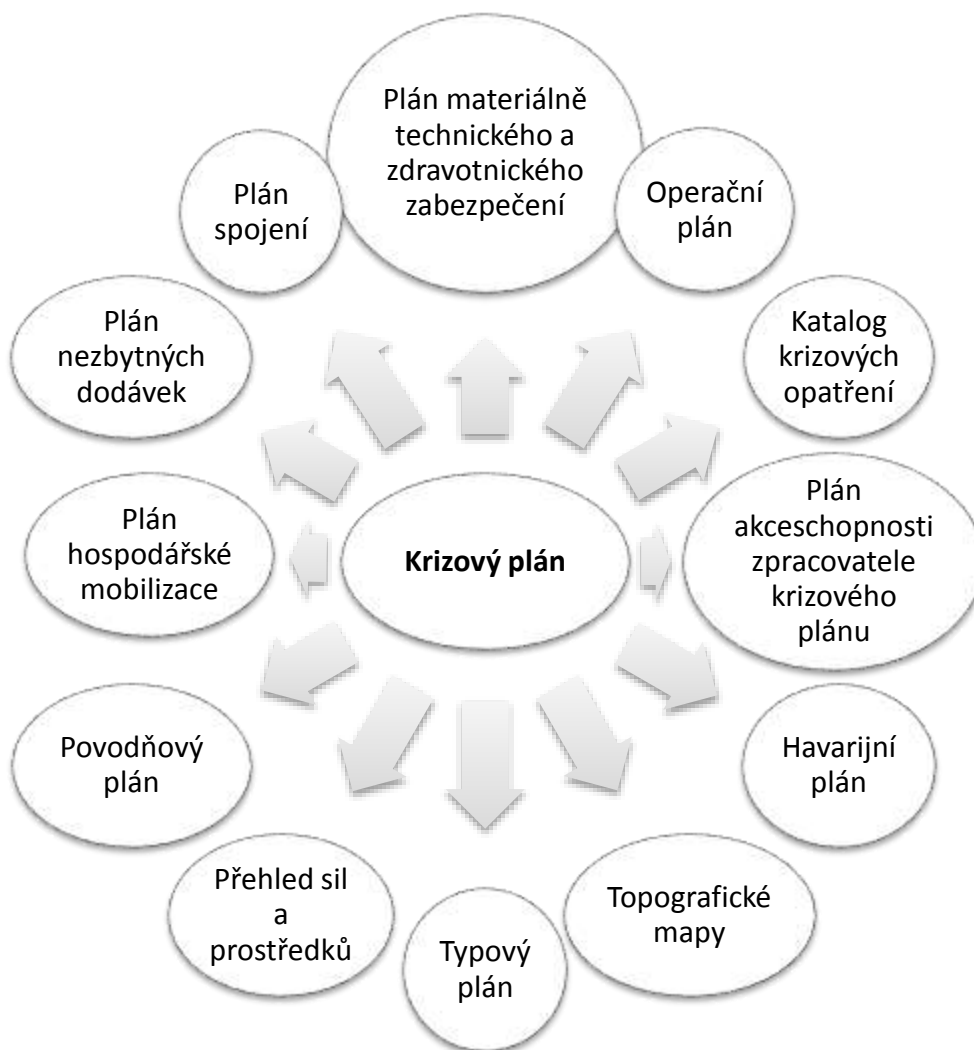 Plán materiálně
technického a
zdravotnického
zabezpečení
Plán
spojení
Operační
plán
Plán
nezbytných
dodávek
Katalog
krizových
opatření
Plán
hospodářské
mobilizace
Krizový plán
Plán
akceschopnosti
zpracovatele
krizového
plánu
Povodňový
plán
Havarijní
plán
Přehled sil
a
prostředků
Typový
plán
Topografické
mapy